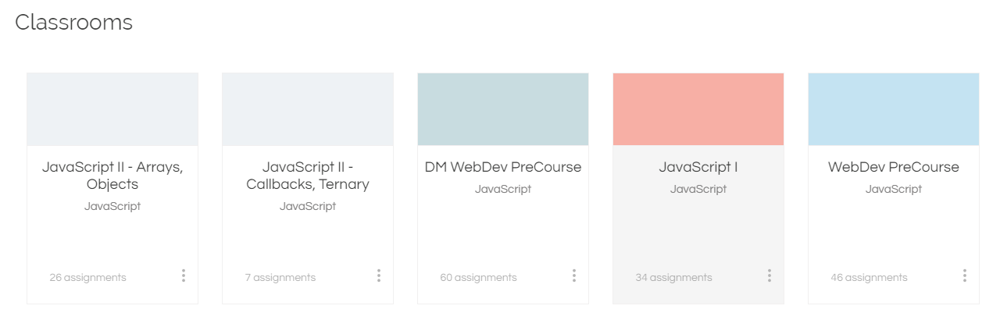 Classrooms
JavaScript II - Arrays,
Objects
JavaScript
26 assignments
JavaScript II -
Callbacks, Ternary
JavaScript
7 assignments
DM WebDev PreCourse
JavaScript
60 assignments
JavaScript I
JavaScript
34 assignments
WebDev PreCourse
JavaScript
46 assignments